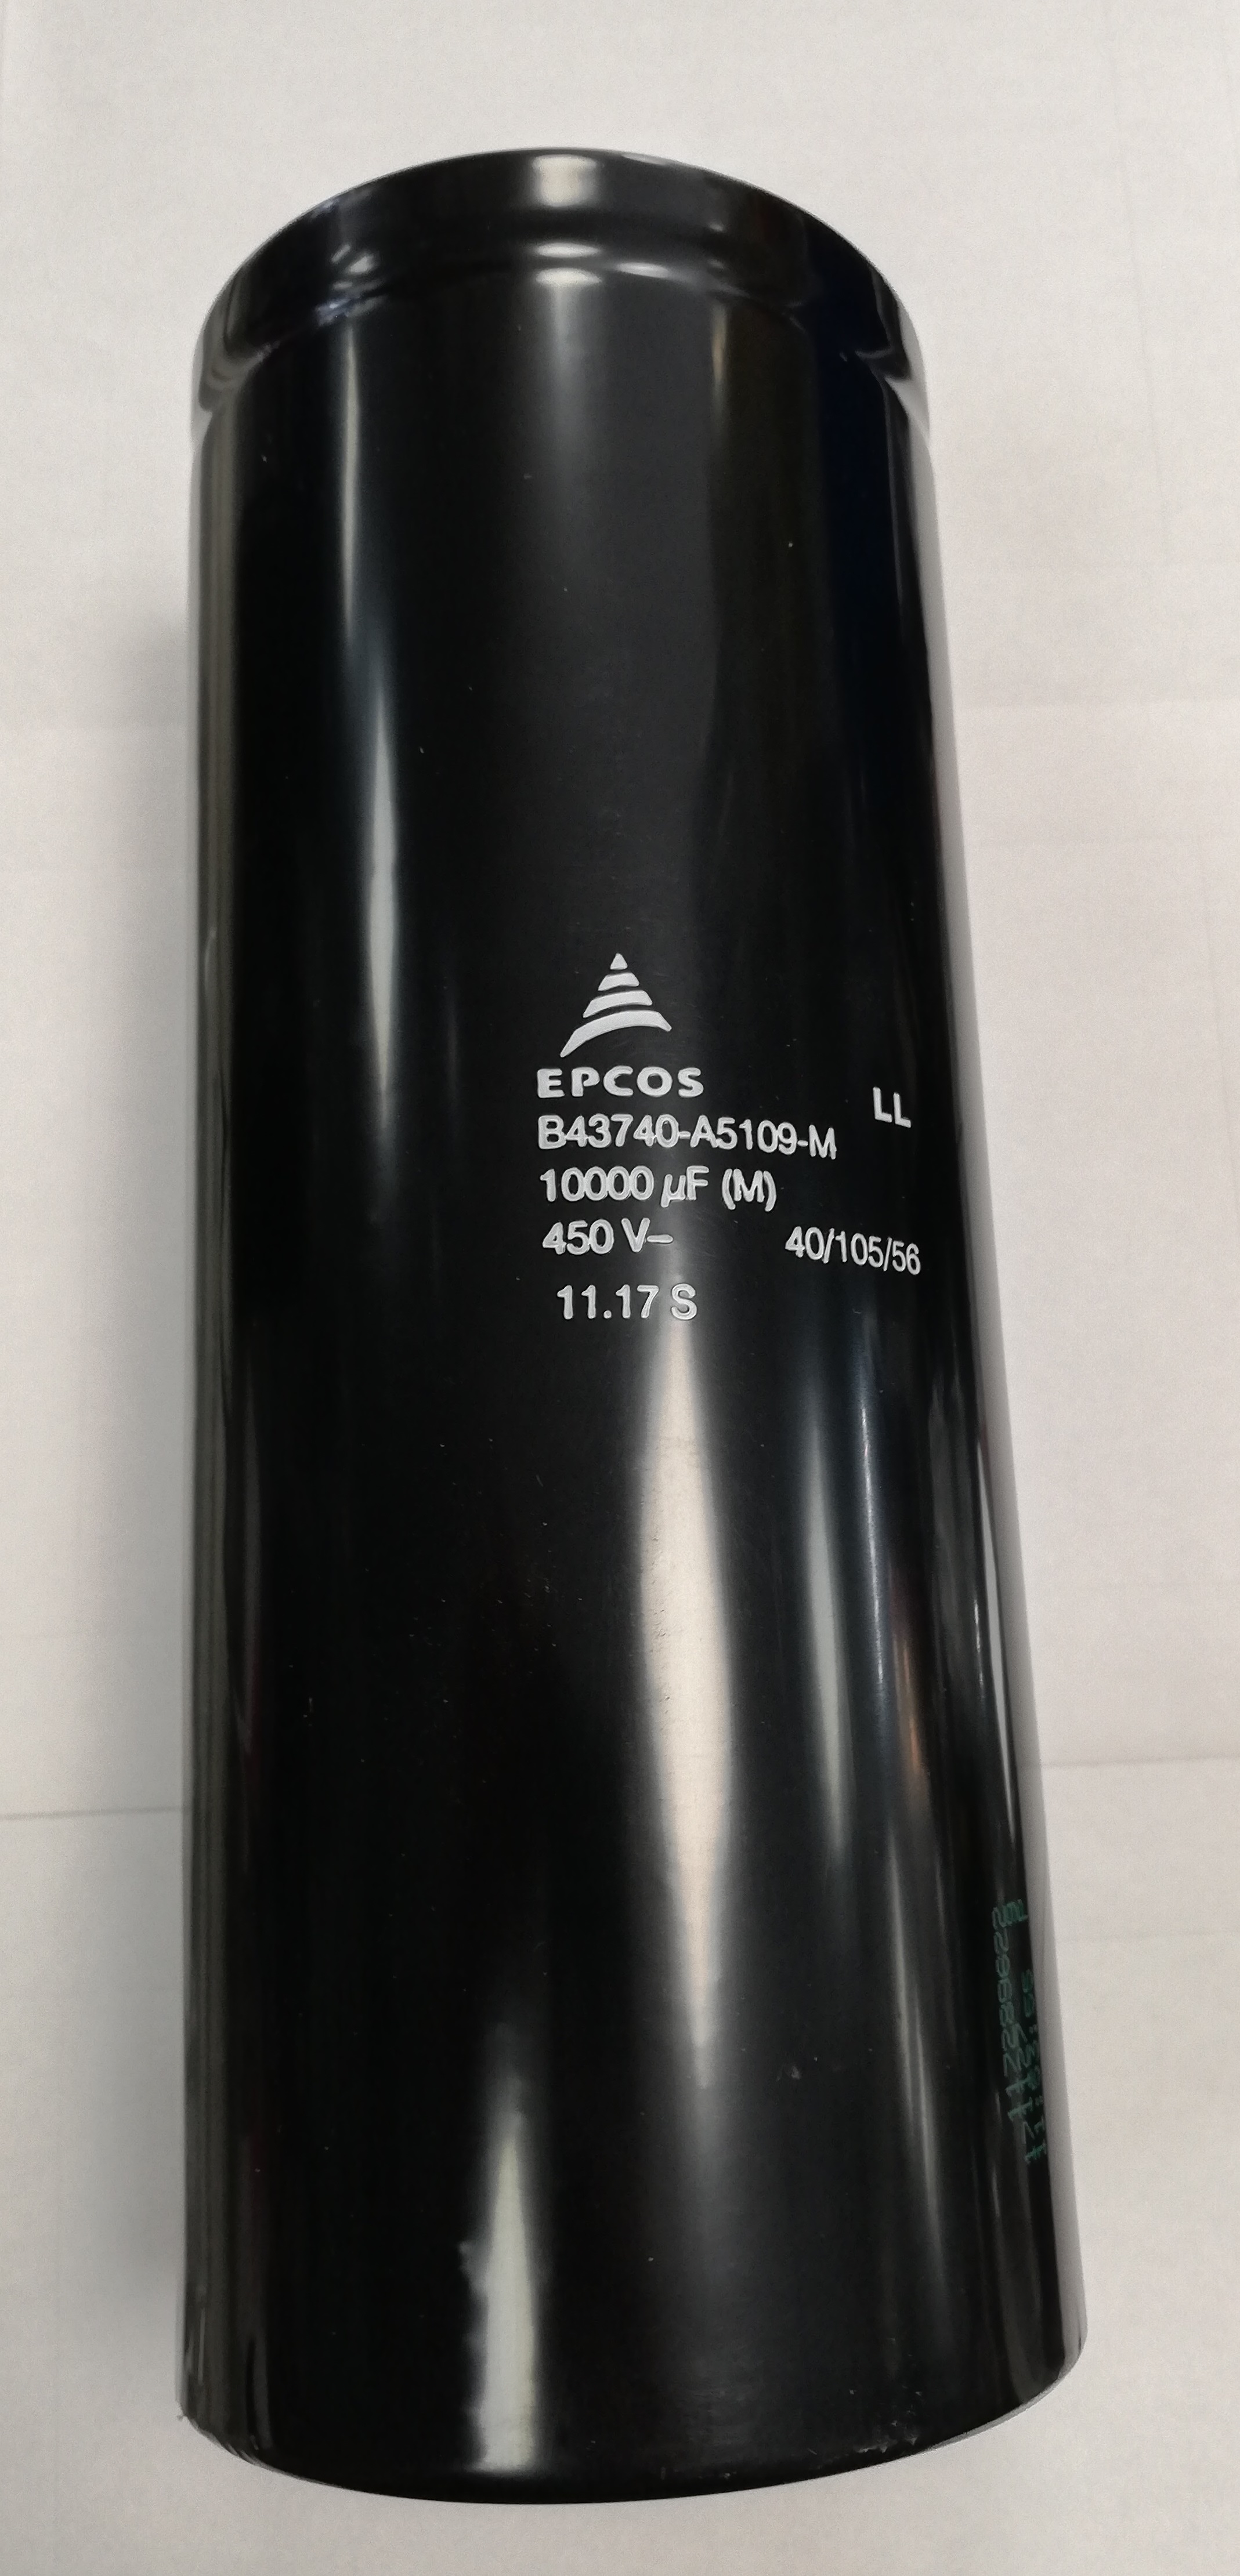 EPCOS
LL
B43740-A5109-M
10000 µF (M)
450 V–
40/105/56
11.17 S